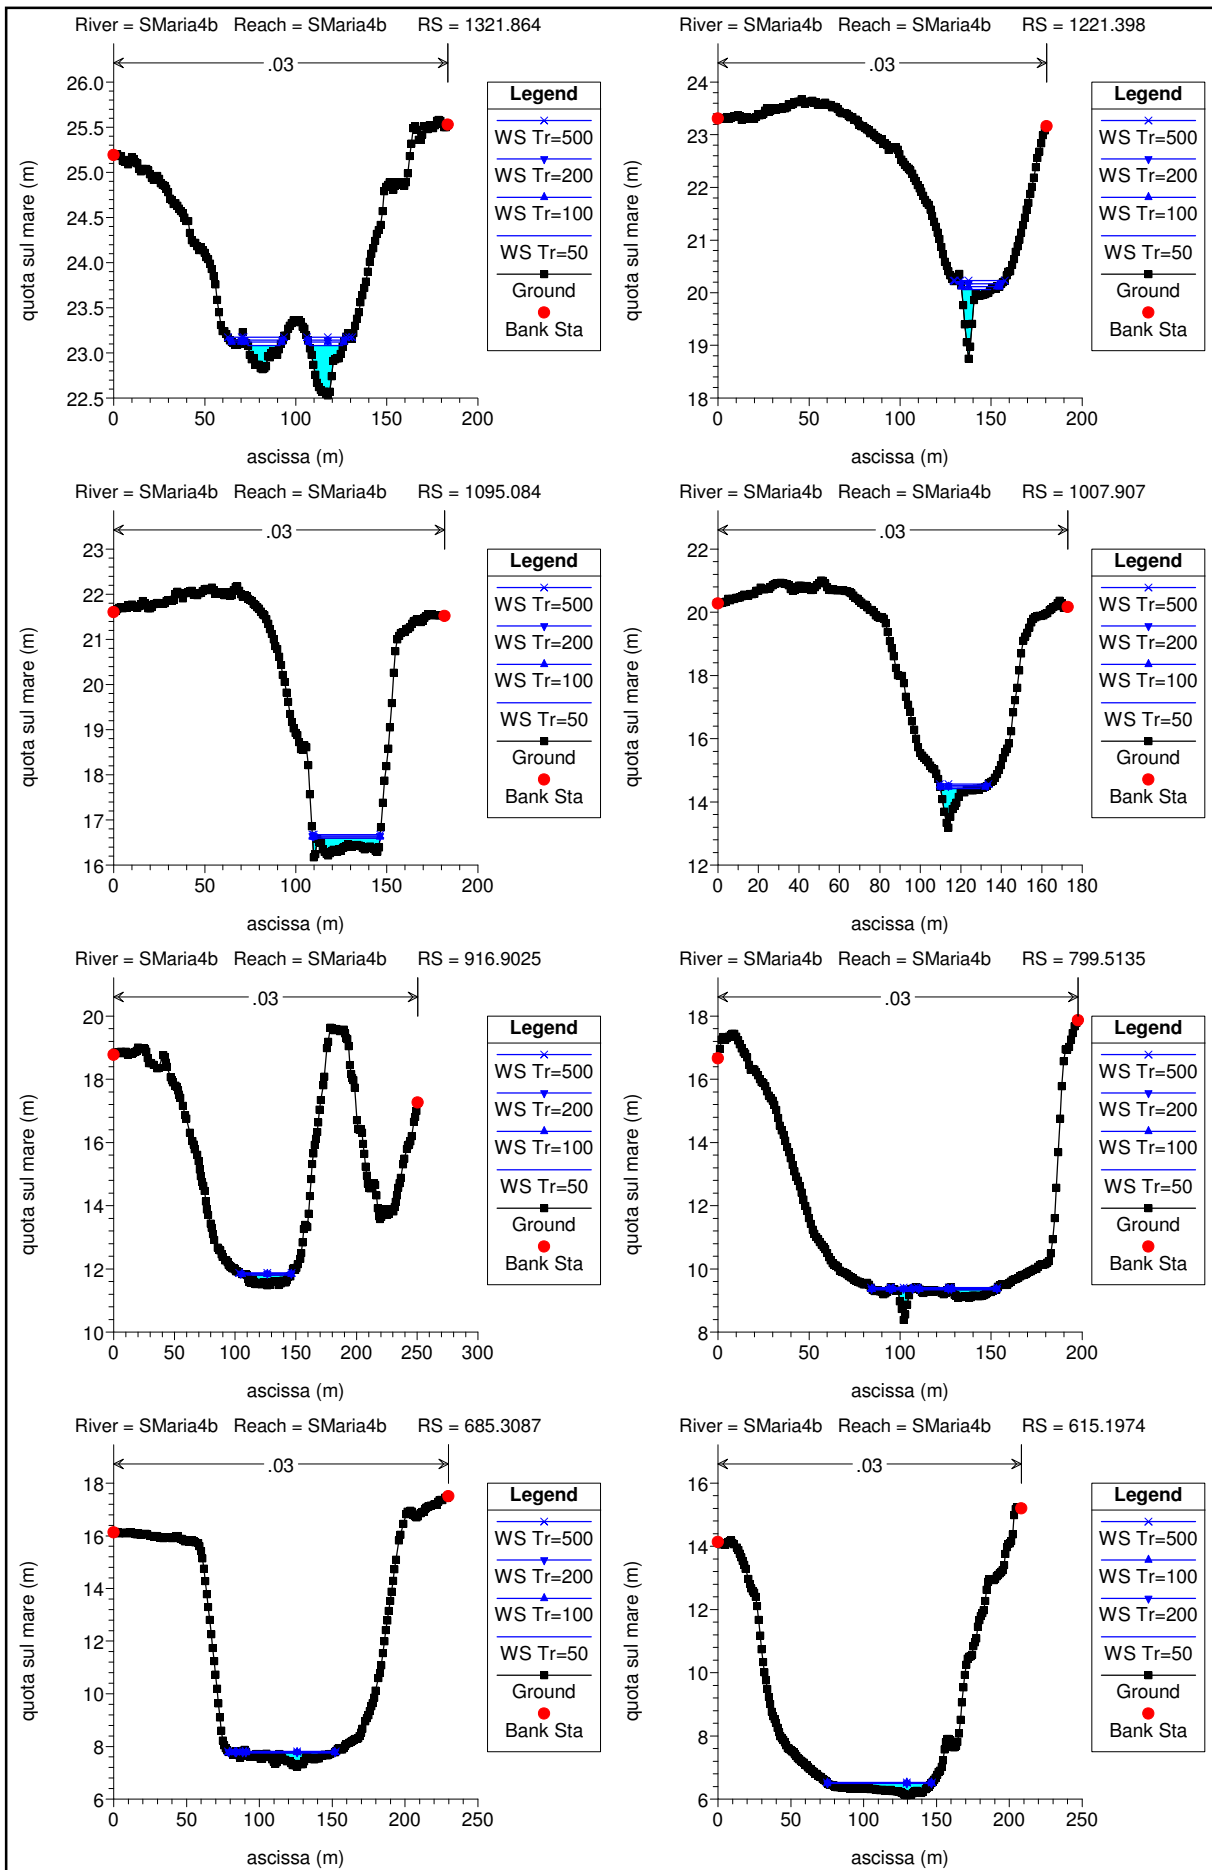 River = SMaria4b Reach = SMaria4b RS = 1321.864
.03
26.0
25.5
25.0
24.5
24.0
23.5
23.0
22.5
0
50
100
150
200
quota sul mare (m)
ascissa (m)
Legend
WS Tr=500
WS Tr=200
WS Tr=100
WS Tr=50
Ground
Bank Sta
River = SMaria4b Reach = SMaria4b RS = 1221.398
.03
24
23
22
21
20
19
18
0
50
100
150
200
quota sul mare (m)
ascissa (m)
Legend
WS Tr=500
WS Tr=200
WS Tr=100
WS Tr=50
Ground
Bank Sta
River = SMaria4b Reach = SMaria4b RS = 1095.084
.03
23
22
21
20
19
18
17
16
0
50
100
150
200
quota sul mare (m)
ascissa (m)
Legend
WS Tr=500
WS Tr=200
WS Tr=100
WS Tr=50
Ground
Bank Sta
River = SMaria4b Reach = SMaria4b RS = 1007.907
.03
22
20
18
16
14
12
0
20
40
60
80
100
120
140
160
180
quota sul mare (m)
ascissa (m)
Legend
WS Tr=500
WS Tr=200
WS Tr=100
WS Tr=50
Ground
Bank Sta
River = SMaria4b Reach = SMaria4b RS = 916.9025
.03
20
18
16
14
12
10
0
50
100
150
200
250
300
quota sul mare (m)
ascissa (m)
Legend
WS Tr=500
WS Tr=200
WS Tr=100
WS Tr=50
Ground
Bank Sta
River = SMaria4b Reach = SMaria4b RS = 799.5135
.03
18
16
14
12
10
8
0
50
100
150
200
quota sul mare (m)
ascissa (m)
Legend
WS Tr=500
WS Tr=200
WS Tr=100
WS Tr=50
Ground
Bank Sta
River = SMaria4b Reach = SMaria4b RS = 685.3087
.03
18
16
14
12
10
8
6
0
50
100
150
200
250
quota sul mare (m)
ascissa (m)
Legend
WS Tr=500
WS Tr=200
WS Tr=100
WS Tr=50
Ground
Bank Sta
River = SMaria4b Reach = SMaria4b RS = 615.1974
.03
16
14
12
10
8
6
0
50
100
150
200
250
quota sul mare (m)
ascissa (m)
Legend
WS Tr=500
WS Tr=100
WS Tr=200
WS Tr=50
Ground
Bank Sta